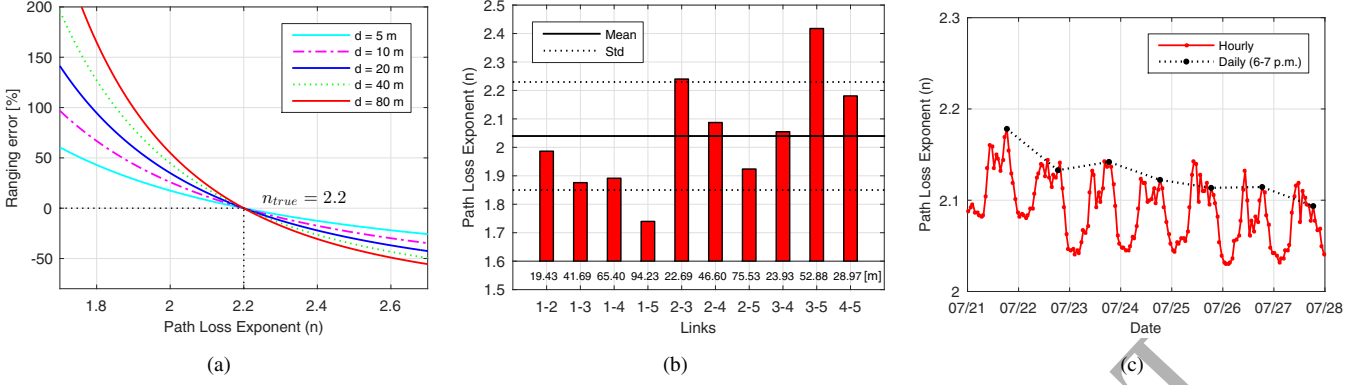 200
150
100
50
0
-50
1.8
2
2.2
2.4
2.6
Ranging error [%]
Path Loss Exponent (n)
d = 5 m
d = 10 m
d = 20 m
d = 40 m
d = 80 m
n_true = 2.2
(a)
2.5
2.4
2.3
2.2
2.1
2
1.9
1.8
1.7
1.6
1.5
Path Loss Exponent (n)
Mean
Std
19.43 41.69 65.40 94.23 22.69 46.60 75.53 23.93 52.88 28.97 [m]
1-2 1-3 1-4 1-5 2-3 2-4 2-5 3-4 3-5 4-5
Links
(b)
2.3
2.2
2.1
2
Path Loss Exponent (n)
Hourly
Daily (6-7 p.m.)
07/21 07/22 07/23 07/24 07/25 07/26 07/27 07/28
Date
(c)